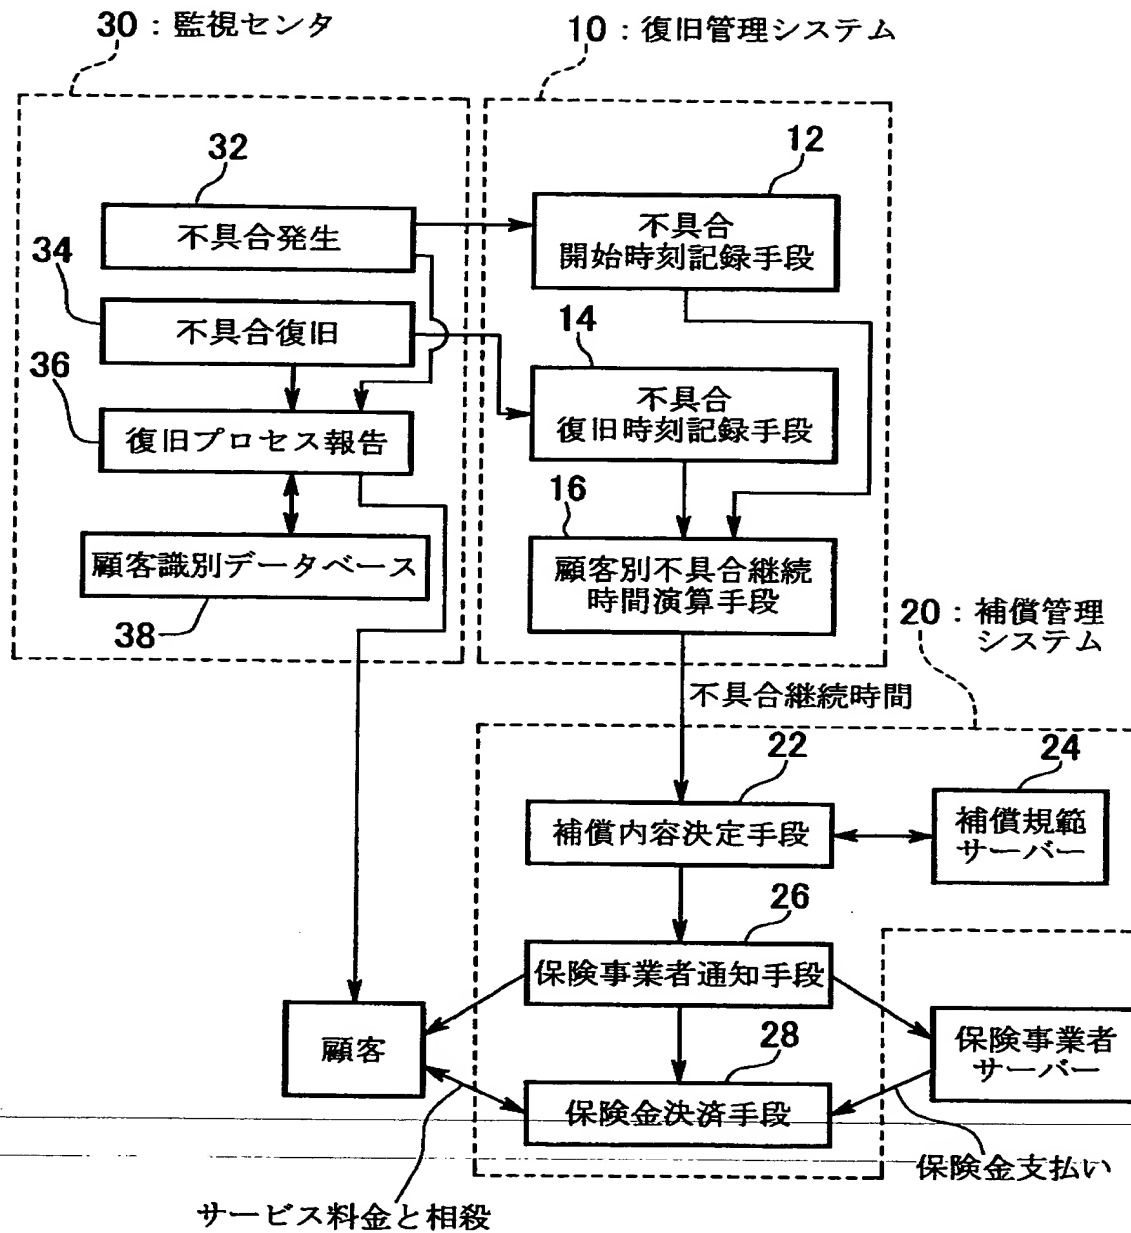 30：監視センタ
10：復旧管理システム
32
不具合発生
34
不具合復旧
36
復旧プロセス報告
顧客識別データベース
38
12
不具合
開始時刻記録手段
14
不具合
復旧時刻記録手段
16
顧客別不具合継続
時間演算手段
20：補償管理
システム
不具合継続時間
22
補償内容決定手段
24
補償規範
サーバー
26
保険事業者通知手段
顧客
28
保険金決済手段
保険事業者
サーバー
保険金支払い
サービス料金と相殺